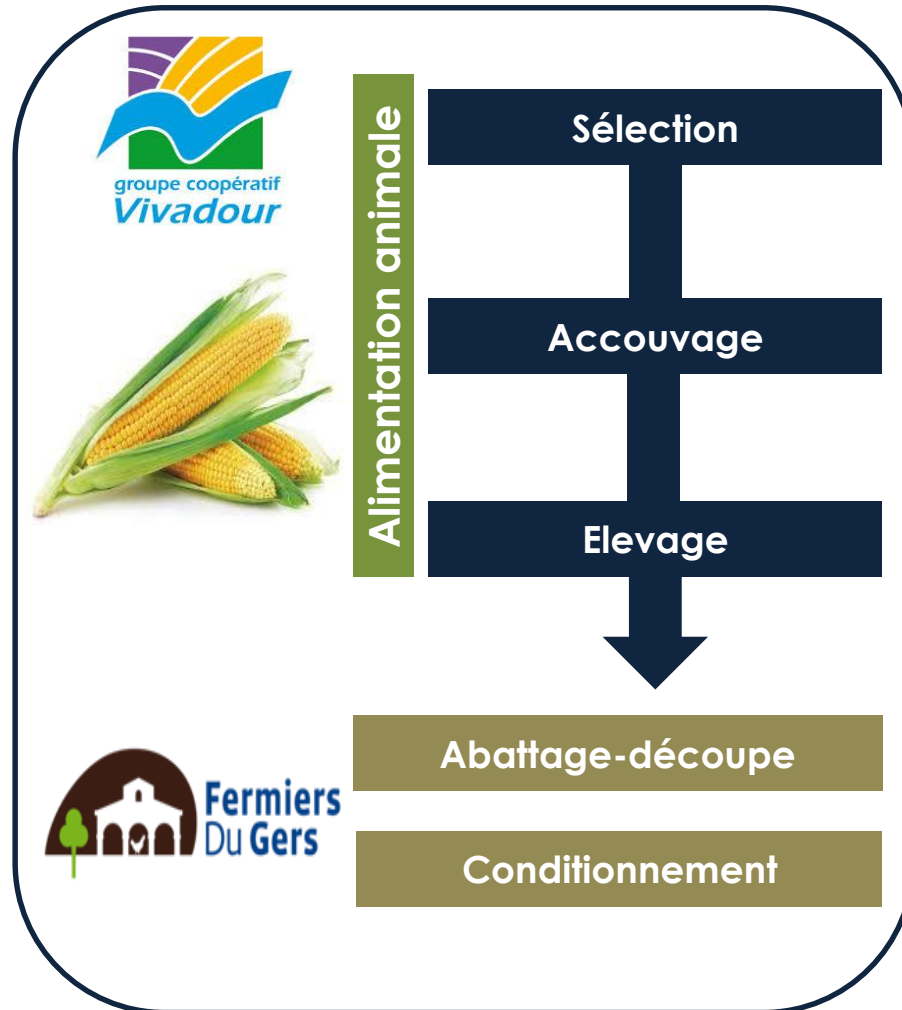 groupe coopératif
Vivadour
Alimentation animale
Sélection
Accouvage
Elevage
Fermiers
Du Gers
Abattage-découpe
Conditionnement